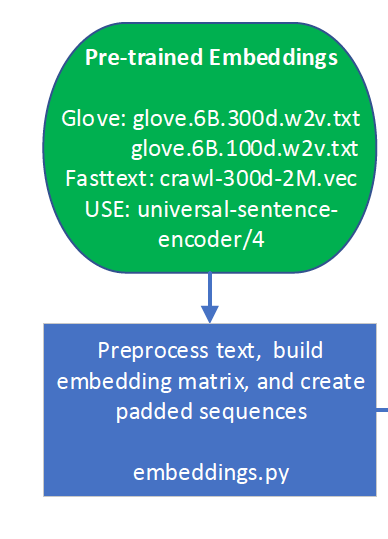 Pre-trained Embeddings
Glove: glove.6B.300d.w2v.txt
glove.6B.100d.w2v.txt
Fasttext: crawl-300d-2M.vec
USE: universal-sentence-
encoder/4
Preprocess text, build
embedding matrix, and create
padded sequences
embeddings.py